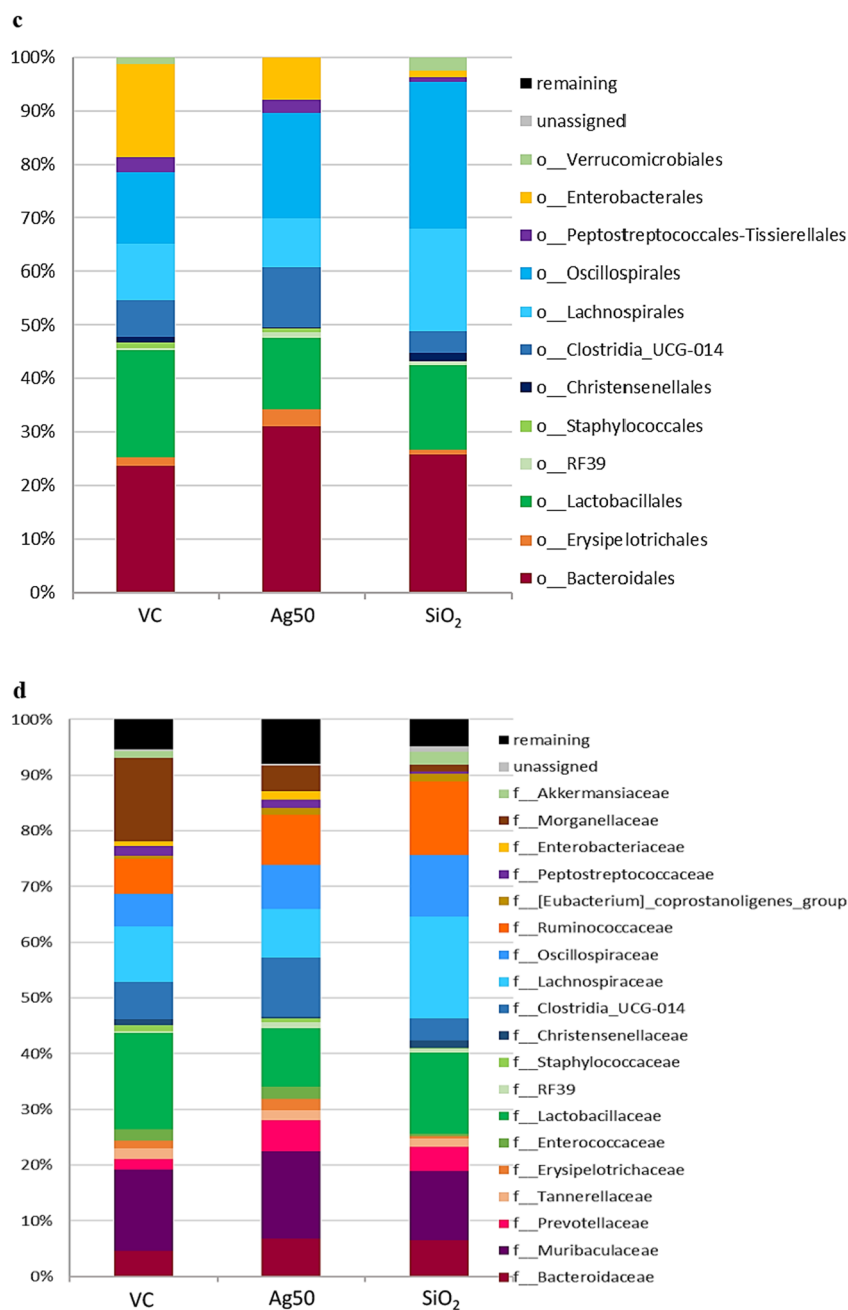 c
100%
90%
80%
70%
60%
50%
40%
30%
20%
10%
0%
VC
Ag50
SiO₂
remaining
unassigned
o__Verrucomicrobiales
o__Enterobacterales
o__Peptostreptococcales-Tissierellales
o__Oscillospirales
o__Lachnospirales
o__Clostridia_UCG-014
o__Christensenellales
o__Staphylococcales
o__RF39
o__Lactobacillales
o__Erysipelotrichales
o__Bacteroidales
d
100%
90%
80%
70%
60%
50%
40%
30%
20%
10%
0%
VC
Ag50
SiO₂
remaining
unassigned
f__Akkermansiaceae
f__Morganellaceae
f__Enterobacteriaceae
f__Peptostreptococcaceae
f__[Eubacterium]_coprostanoligenes_group
f__Ruminococcaceae
f__Oscillospiraceae
f__Lachnospiraceae
f__Clostridia_UCG-014
f__Christensenellaceae
f__Staphylococcaceae
f__RF39
f__Lactobacillaceae
f__Enterococcaceae
f__Erysipelotrichaceae
f__Tannerellaceae
f__Prevotellaceae
f__Muribaculaceae
f__Bacteroidaceae